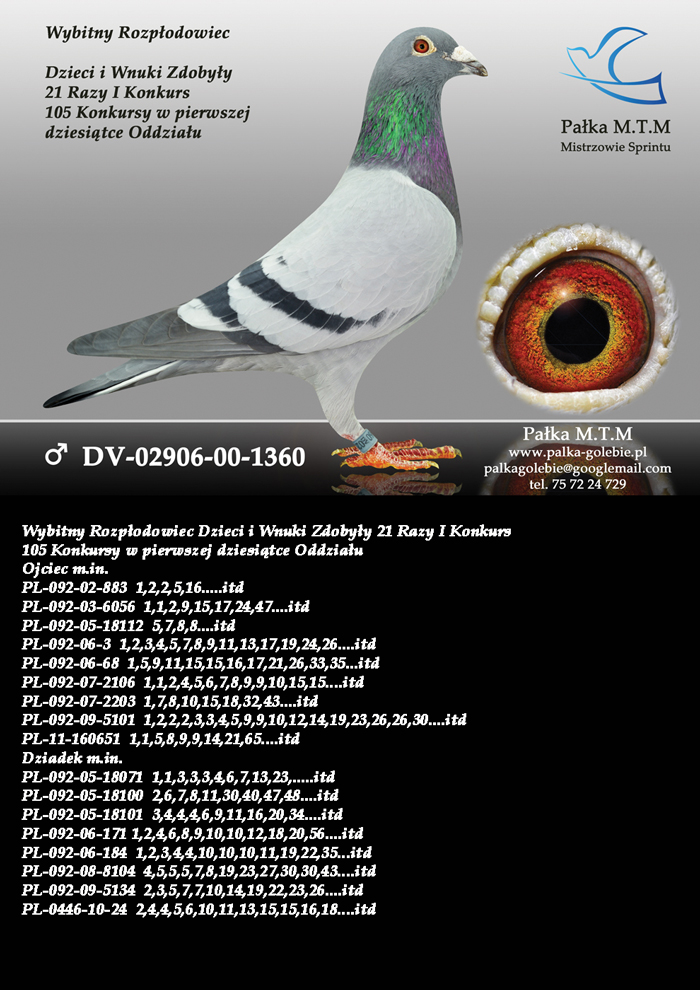 Wybitny Rozpłodowiec
Dzieci i Wnuki Zdobyły
21 Razy I Konkurs
105 Konkursy w pierwszej
dziesiątce Oddziału
Pałka M.T.M
Mistrzowie Sprintu
♂ DV-02906-00-1360
Pałka M.T.M
www.palka-golebie.pl
palkagolebie@googlemail.com
tel. 75 72 24 729
Wybitny Rozpłodowiec Dzieci i Wnuki Zdobyły 21 Razy I Konkurs
105 Konkursy w pierwszej dziesiątce Oddziału
Ojciec m.in.
PL-092-02-883 1,2,2,5,16.....itd
PL-092-03-6056 1,1,2,9,15,17,24,47....itd
PL-092-05-18112 5,7,8,8....itd
PL-092-06-3 1,2,3,4,5,7,8,9,11,13,17,19,24,26....itd
PL-092-06-68 1,5,9,11,15,15,16,17,21,26,33,35...itd
PL-092-07-2106 1,1,2,4,5,6,7,8,9,9,10,15,15....itd
PL-092-07-2203 1,7,8,10,15,18,32,43....itd
PL-092-09-5101 1,2,2,2,3,3,4,5,9,9,10,12,14,19,23,26,26,30....itd
PL-11-160651 1,1,5,8,9,9,14,21,65....itd
Dziadek m.in.
PL-092-05-18071 1,1,3,3,3,4,6,7,13,23,.....itd
PL-092-05-18100 2,6,7,8,11,30,40,47,48....itd
PL-092-05-18101 3,4,4,4,6,9,11,16,20,34....itd
PL-092-06-171 1,2,4,6,8,9,10,10,12,18,20,56....itd
PL-092-06-184 1,2,3,4,4,10,10,10,11,19,22,35...itd
PL-092-08-8104 4,5,5,5,7,8,19,23,27,30,30,43....itd
PL-092-09-5134 2,3,5,7,7,10,14,19,22,23,26....itd
PL-0446-10-24 2,4,4,5,6,10,11,13,15,15,16,18....itd